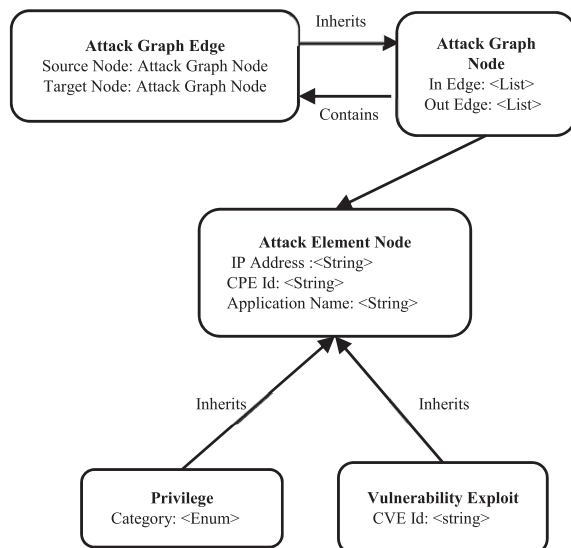 Attack Graph Edge
Source Node: Attack Graph Node
Target Node: Attack Graph Node
Inherits
Contains
Attack Graph
Node
In Edge: <List>
Out Edge: <List>
Attack Element Node
IP Address :<String>
CPE Id: <String>
Application Name: <String>
Inherits
Inherits
Privilege
Category: <Enum>
Vulnerability Exploit
CVE Id: <string>